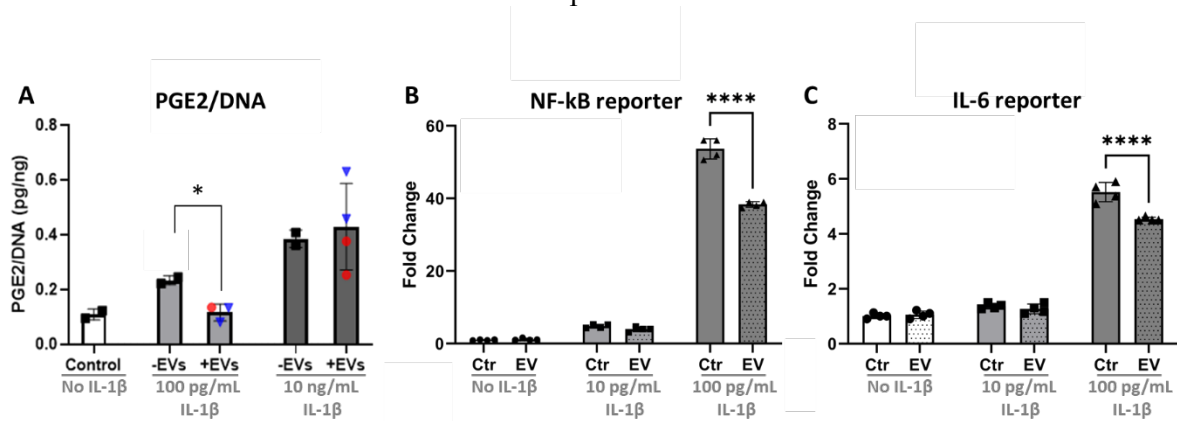 A
PGE2/DNA
PGE2/DNA (pg/ng)
0.8
0.6
0.4
0.2
0.0
*
Control
-EVs
+EVs
-EVs
+EVs
No IL-1β
100 pg/mL
IL-1β
10 ng/mL
IL-1β
B
NF-kB reporter
Fold Change
60
40
20
0
****
Ctr
EV
Ctr
EV
Ctr
EV
No IL-1β
10 pg/mL
IL-1β
100 pg/mL
IL-1β
C
IL-6 reporter
Fold Change
8
6
4
2
0
****
Ctr
EV
Ctr
EV
Ctr
EV
No IL-1β
10 pg/mL
IL-1β
100 pg/mL
IL-1β